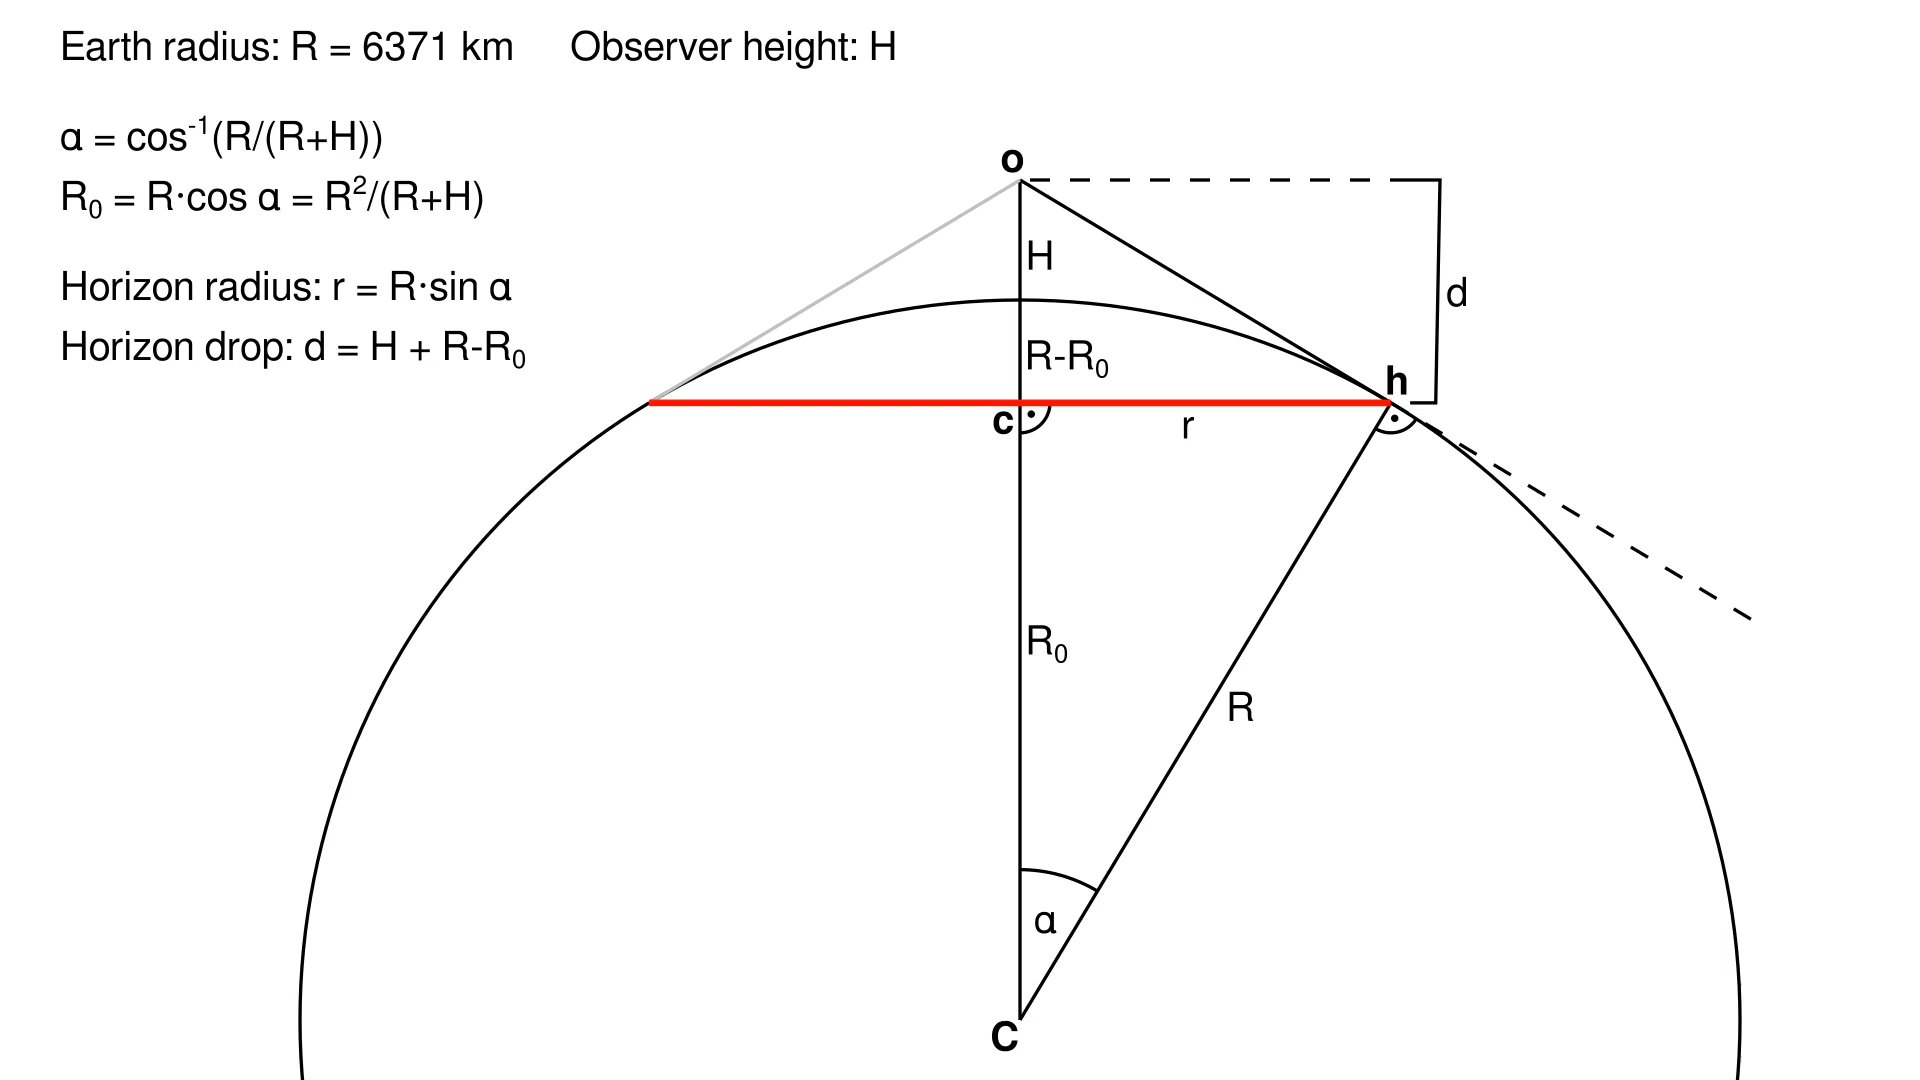 Earth radius: R = 6371 km Observer height: H
α = cos⁻¹(R/(R+H))
R₀ = R·cos α = R²/(R+H)
Horizon radius: r = R·sin α
Horizon drop: d = H + R-R₀
o
H
d
R-R₀
h
c
r
R₀
R
α
C